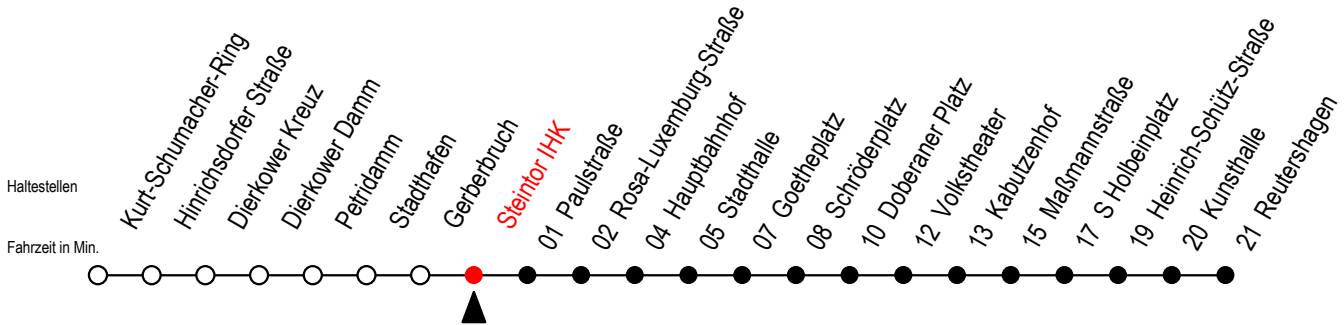 Haltestellen
Fahrzeit in Min.
Kurt-Schumacher-Ring
Hinrichsdorfer Straße
Dierkower Kreuz
Dierkower Damm
Petridamm
Stadthafen
Gerberbruch
Steintor IHK
01 Paulstraße
02 Rosa-Luxemburg-Straße
04 Hauptbahnhof
05 Stadthalle
07 Goetheplatz
08 Schröderplatz
10 Doberaner Platz
12 Volkstheater
13 Kabutzenhof
15 Maßmannstraße
17 S Holbeinplatz
19 Heinrich-Schütz-Straße
20 Kunsthalle
21 Reutershagen